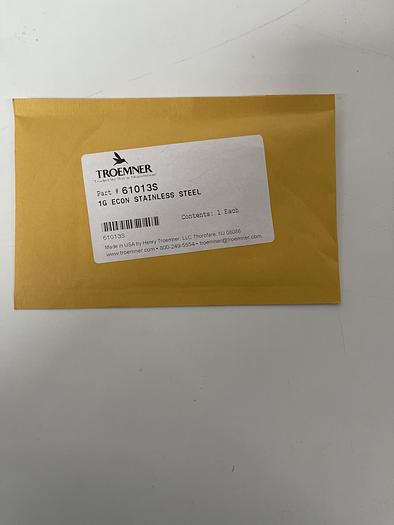 TROEMNER
Part # 61013S
1G ECON STAINLESS STEEL
Contents: 1 Each
61013S
Made in USA by Henry Troemner, LLC Thorofare, NJ 08086
www.troemner.com • 800-249-5554 • troemner@troemner.com